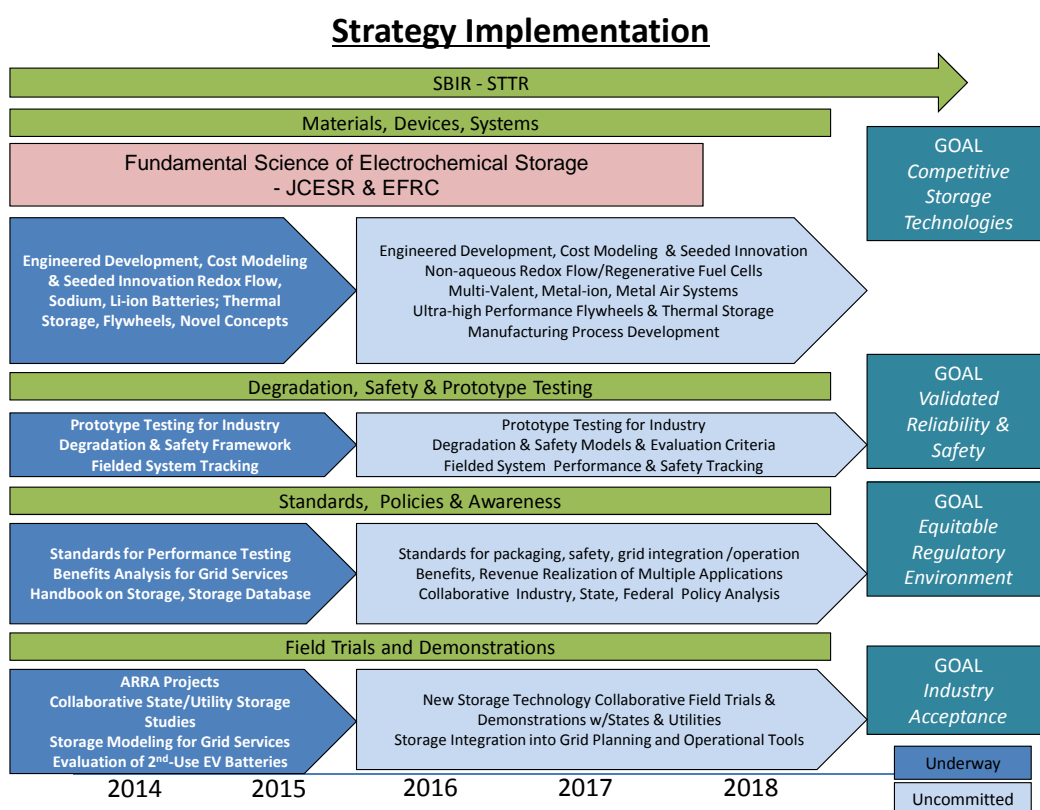 Strategy Implementation
SBIR - STTR
Materials, Devices, Systems
Fundamental Science of Electrochemical Storage
- JCESR & EFRC
GOAL
Competitive
Storage
Technologies
Engineered Development, Cost Modeling
& Seeded Innovation Redox Flow,
Sodium, Li-ion Batteries; Thermal
Storage, Flywheels, Novel Concepts
Engineered Development, Cost Modeling & Seeded Innovation
Non-aqueous Redox Flow/Regenerative Fuel Cells
Multi-Valent, Metal-ion, Metal Air Systems
Ultra-high Performance Flywheels & Thermal Storage
Manufacturing Process Development
Degradation, Safety & Prototype Testing
GOAL
Validated
Reliability &
Safety
Prototype Testing for Industry
Degradation & Safety Framework
Fielded System Tracking
Prototype Testing for Industry
Degradation & Safety Models & Evaluation Criteria
Fielded System Performance & Safety Tracking
Standards, Policies & Awareness
GOAL
Equitable
Regulatory
Environment
Standards for Performance Testing
Benefits Analysis for Grid Services
Handbook on Storage, Storage Database
Standards for packaging, safety, grid integration /operation
Benefits, Revenue Realization of Multiple Applications
Collaborative Industry, State, Federal Policy Analysis
Field Trials and Demonstrations
GOAL
Industry
Acceptance
ARRA Projects
Collaborative State/Utility Storage
Studies
Storage Modeling for Grid Services
Evaluation of 2nd-Use EV Batteries
New Storage Technology Collaborative Field Trials &
Demonstrations w/States & Utilities
Storage Integration into Grid Planning and Operational Tools
Underway
Uncommitted
2014
2015
2016
2017
2018